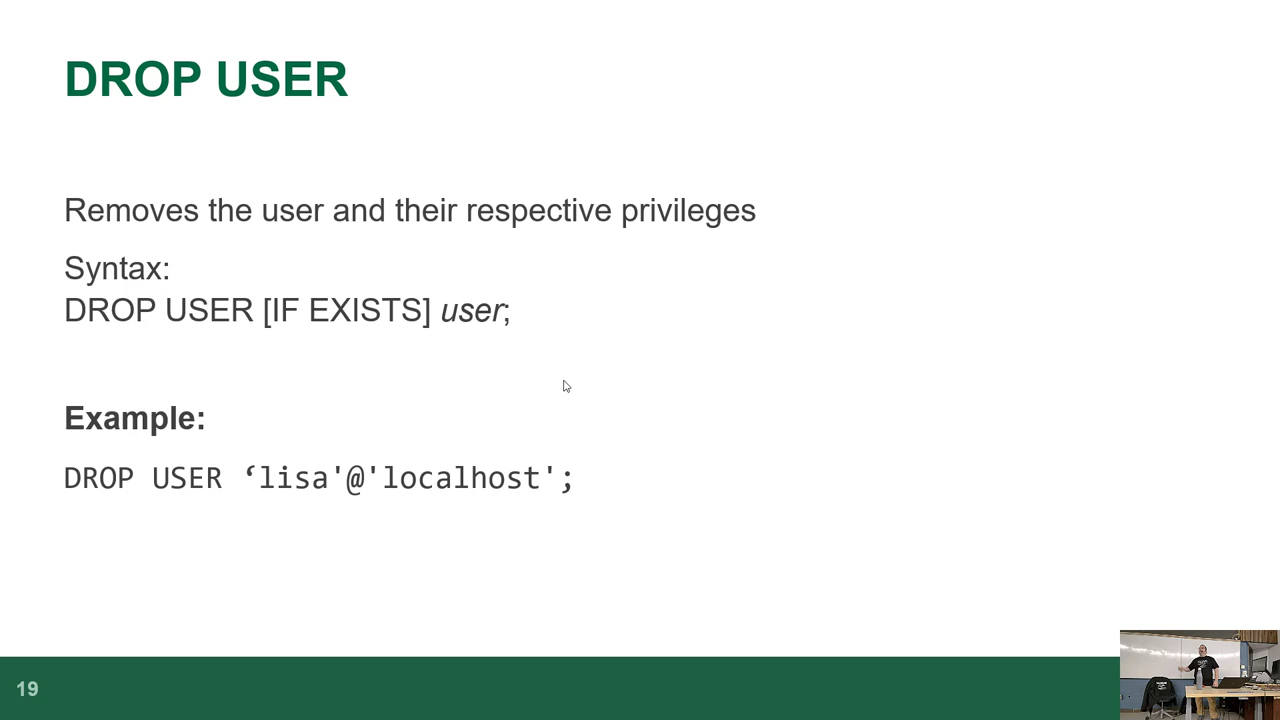 DROP USER
Removes the user and their respective privileges
Syntax:
DROP USER [IF EXISTS] user;
Example:
DROP USER ‘lisa'@'localhost';
19